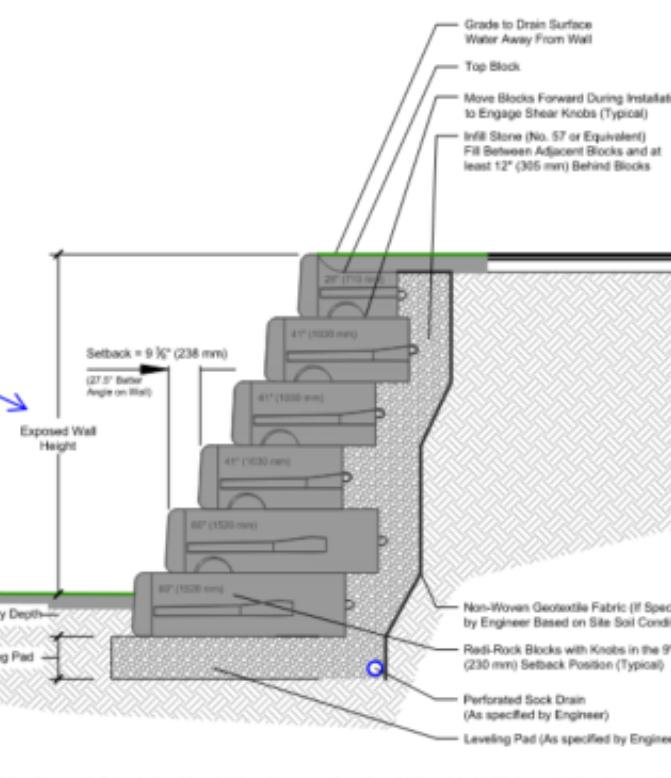 Grade to Drain Surface
Water Away From Wall
Top Block
Move Blocks Forward During Installati
to Engage Shear Knobs (Typical)
Infill Stone (No. 57 or Equivalent)
Fill Between Adjacent Blocks and at
least 12" (305 mm) Behind Blocks
28" (710 mm)
41" (1030 mm)
Setback = 9 3/8" (238 mm)
(27.5° Batter
Angle on Wall)
41" (1030 mm)
Exposed Wall
Height
41" (1030 mm)
60" (1520 mm)
60" (1520 mm)
y Depth
g Pad
Non-Woven Geotextile Fabric (If Spec
by Engineer Based on Site Soil Condi
Redi-Rock Blocks with Knobs in the 9"
(230 mm) Setback Position (Typical)
Perforated Sock Drain
(As specified by Engineer)
Leveling Pad (As specified by Enginee